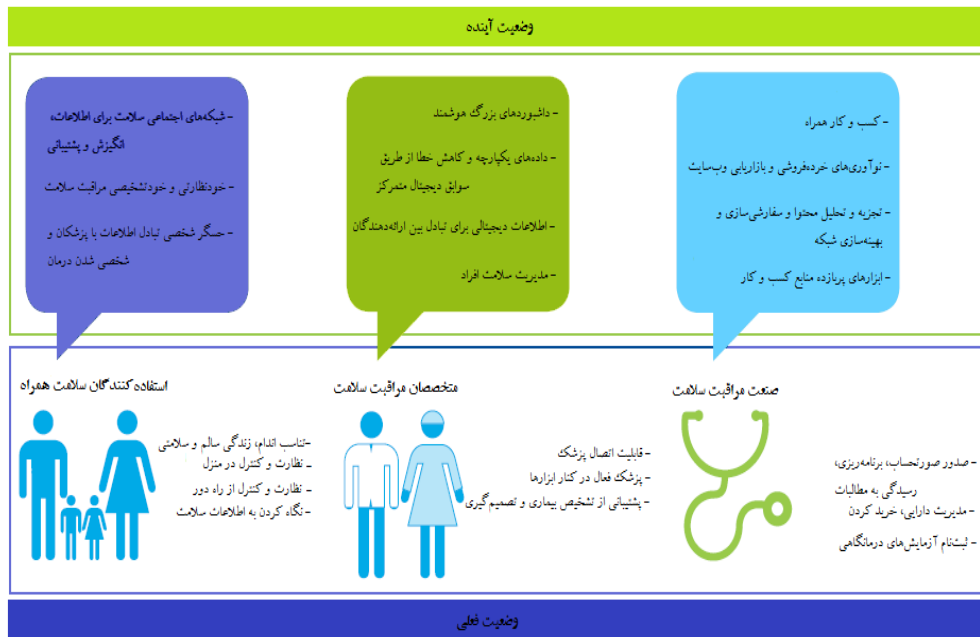 وضعیت آینده
- کسب و کار همراه
- نوآوری‌های خرده‌فروشی و بازاریابی وب‌سایت
- تجزیه و تحلیل محتوا و سفارشی‌سازی و
بهینه‌سازی شبکه
- ابزارهای پربازده منابع کسب و کار
- داشبوردهای بزرگ هوشمند
- داده‌های یکپارچه و کاهش خطا از طریق
سوابق دیجیتال متمرکز
- اطلاعات دیجیتالی برای تبادل بین ارائه‌دهندگان
- مدیریت سلامت افراد
- شبکه‌های اجتماعی سلامت برای اطلاعات،
انگیزش و پشتیبانی
- خودنظارتی و خودتشخیصی مراقبت سلامت
- حسگر شخصی تبادل اطلاعات با پزشکان و
شخصی شدن درمان
صنعت مراقبت سلامت
- صدور صورتحساب، برنامه‌ریزی،
رسیدگی به مطالبات
- مدیریت دارایی، خرید کردن
- ثبت‌نام آزمایش‌های درمانگاهی
متخصصان مراقبت سلامت
- قابلیت اتصال پزشک
- پزشک فعال در کنار ابزارها
- پشتیبانی از تشخیص بیماری و تصمیم‌گیری
استفاده کنندگان سلامت همراه
-تناسب اندام، زندگی سالم و سلامتی
- نظارت و کنترل در منزل
- نظارت و کنترل از راه دور
- نگاه کردن به اطلاعات سلامت
وضعیت فعلی